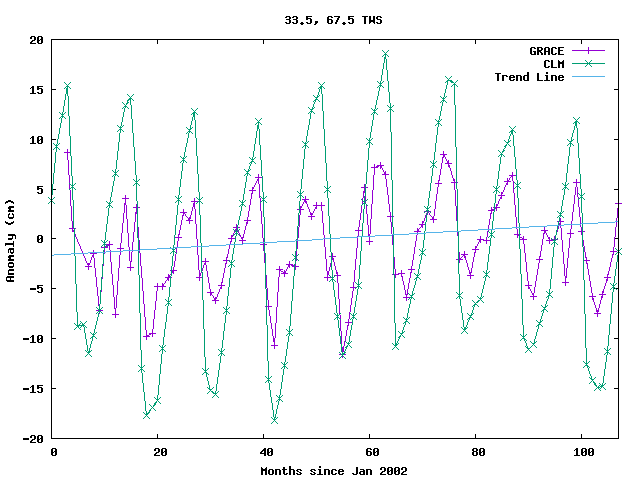 33.5, 67.5 TWS
GRACE
CLM
Trend Line
20
15
10
5
0
-5
-10
-15
-20
Anomaly (cm)
0 20 40 60 80 100
Months since Jan 2002